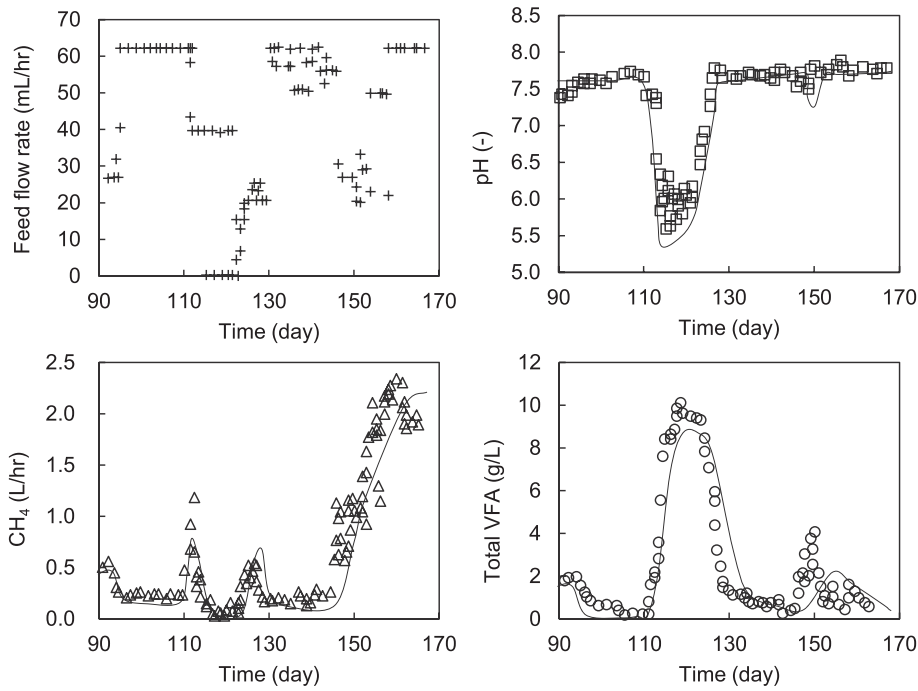 Feed flow rate (mL/hr)
70
60
50
40
30
20
10
0
90 110 130 150 170
Time (day)
pH (-)
8.5
8.0
7.5
7.0
6.5
6.0
5.5
5.0
90 110 130 150 170
Time (day)
CH₄ (L/hr)
2.5
2.0
1.5
1.0
0.5
0.0
90 110 130 150 170
Time (day)
Total VFA (g/L)
12
10
8
6
4
2
0
90 110 130 150 170
Time (day)